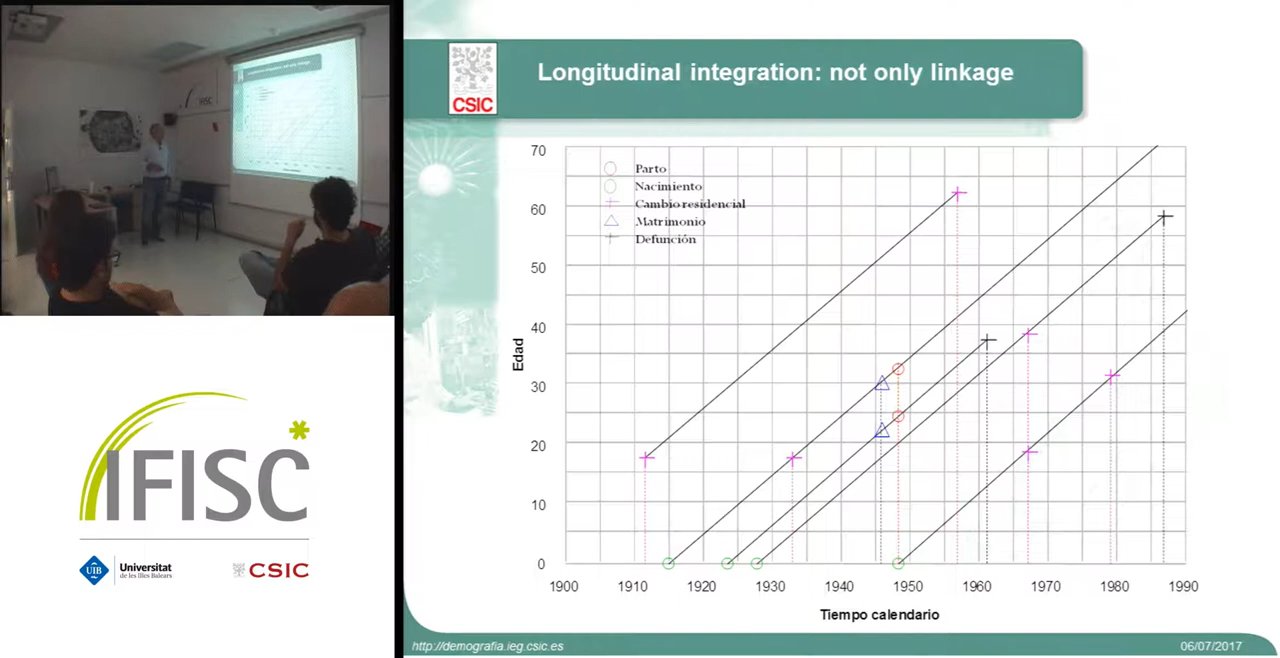 Longitudinal integration: not only linkage
CSIC
70
60
50
40
30
20
10
0
Edad
Parto
Nacimiento
Cambio residencial
Matrimonio
Defunción
1900 1910 1920 1930 1940 1950 1960 1970 1980 1990
Tiempo calendario
http://demografia.ieg.csic.es
06/07/2017
IFISC
UIB
Universitat
de les Illes Balears
CSIC